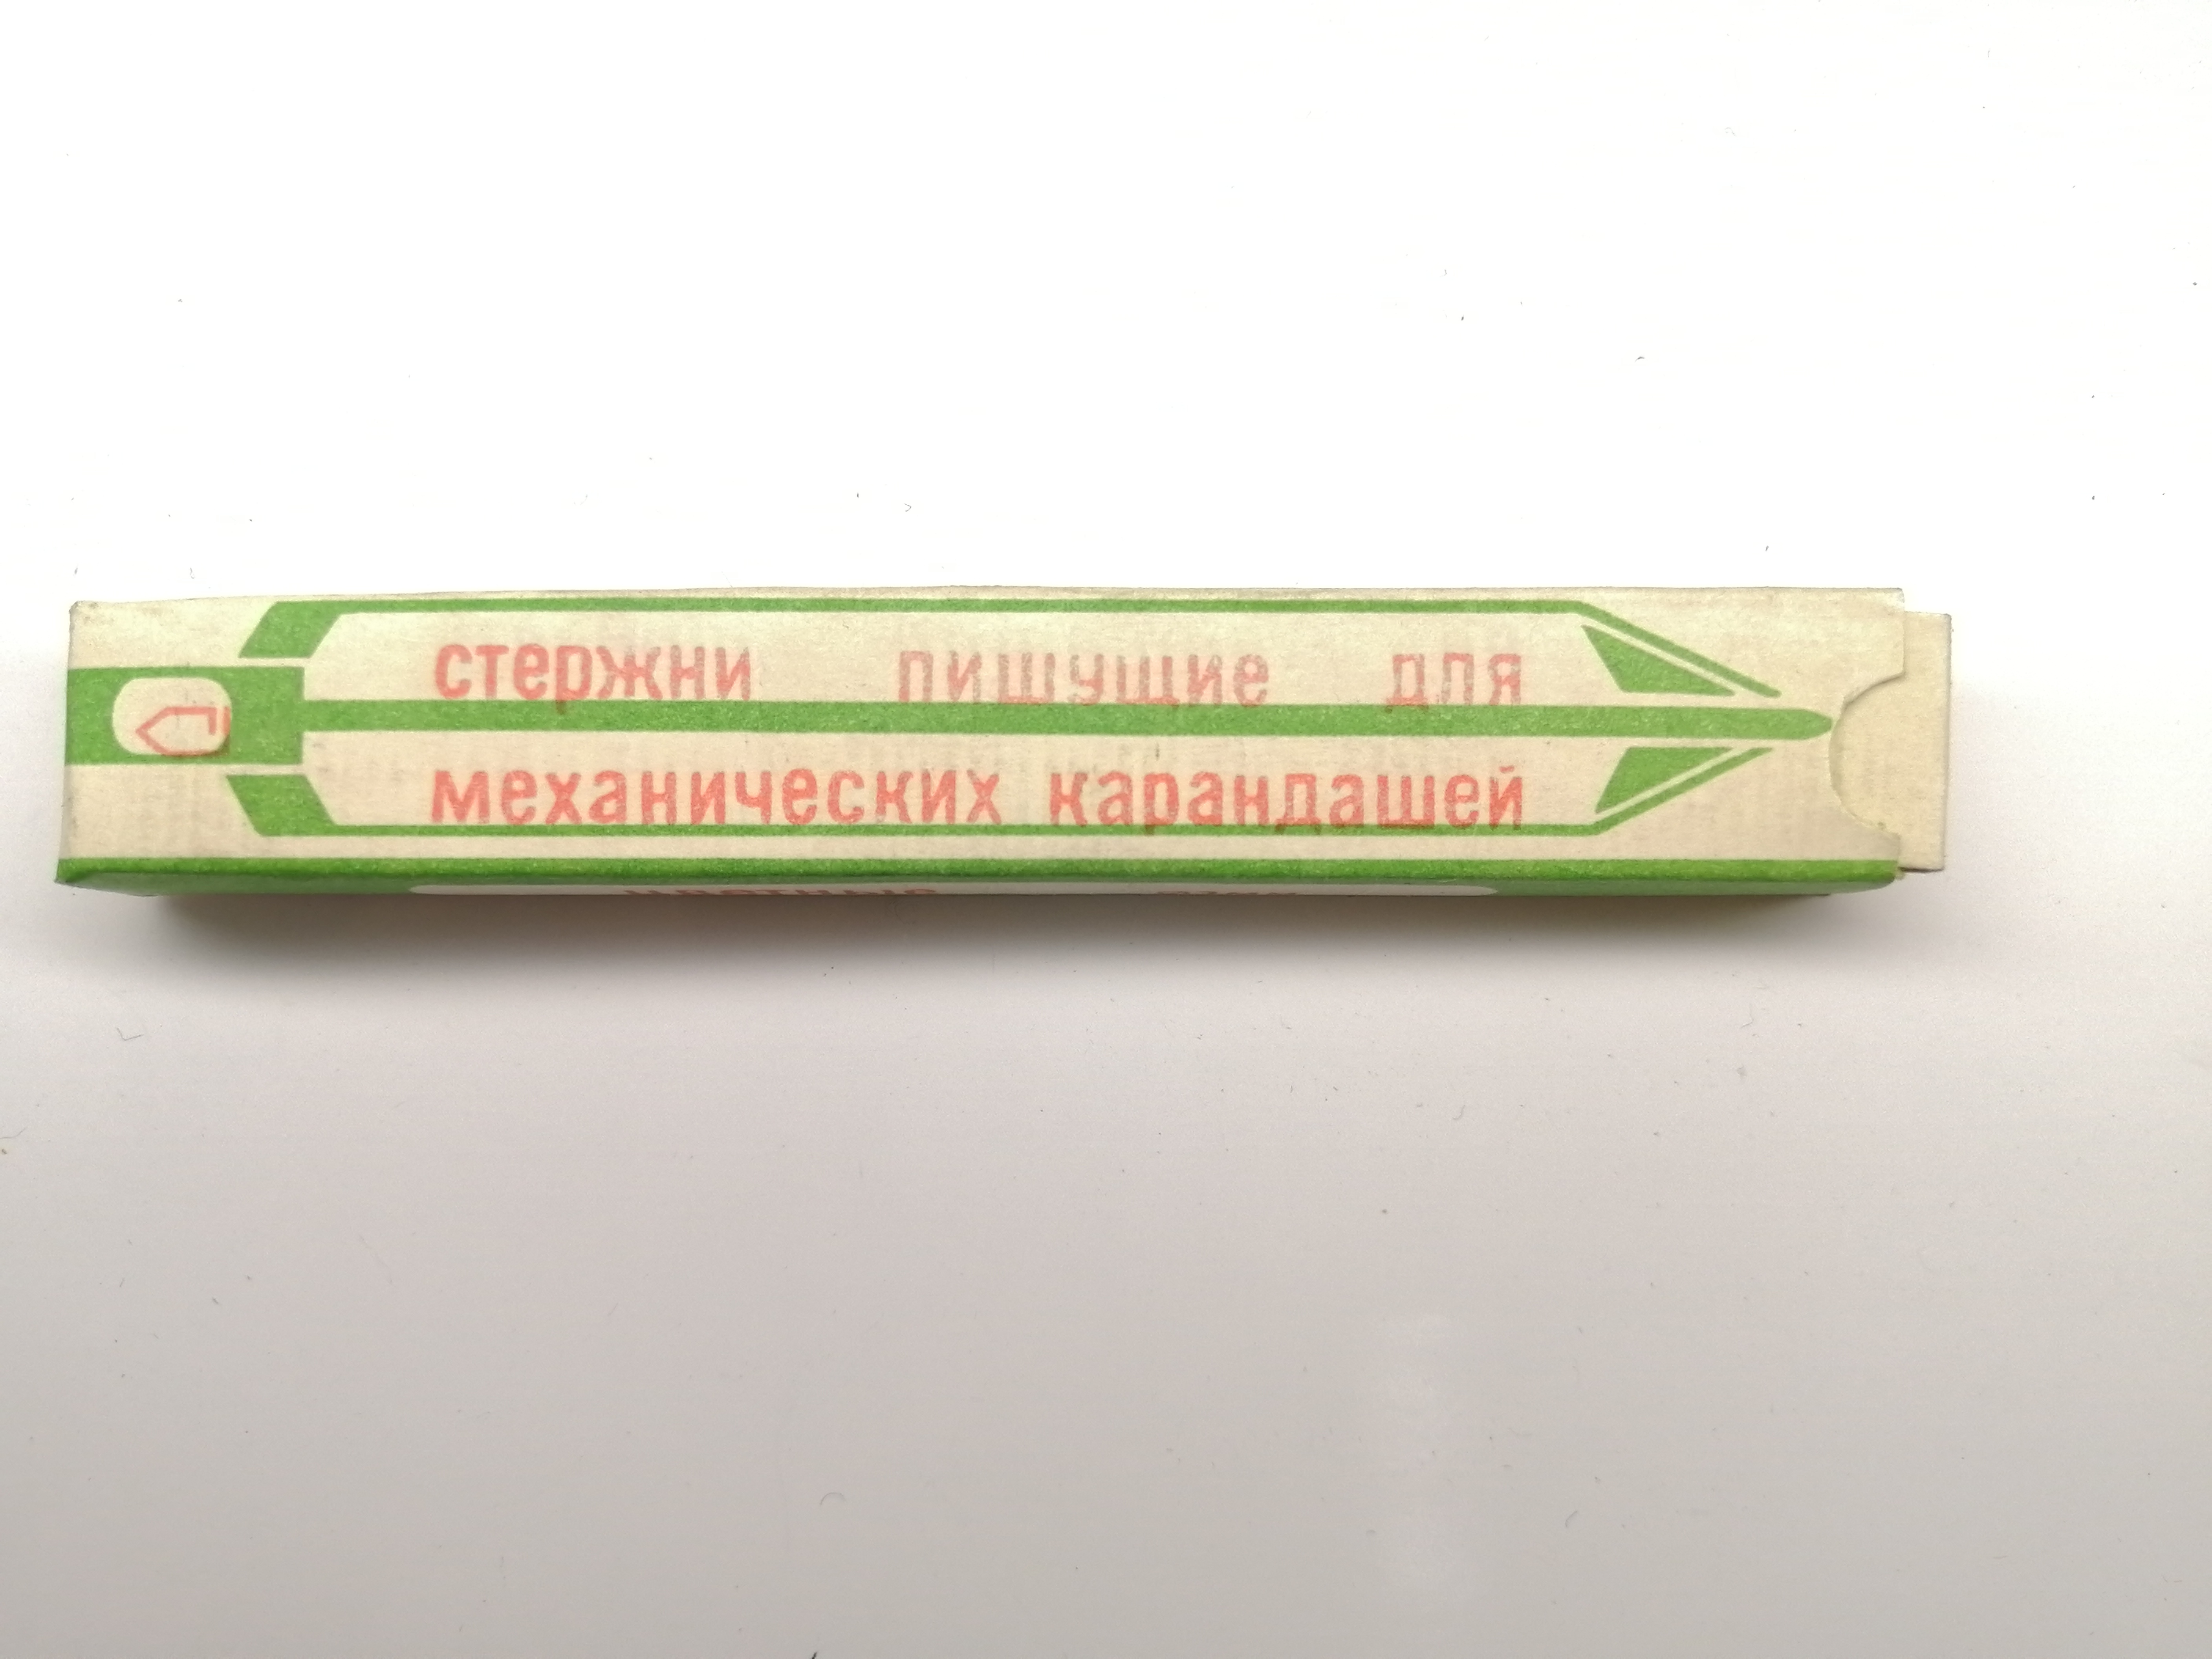 стержни пишущие для
механических карандашей